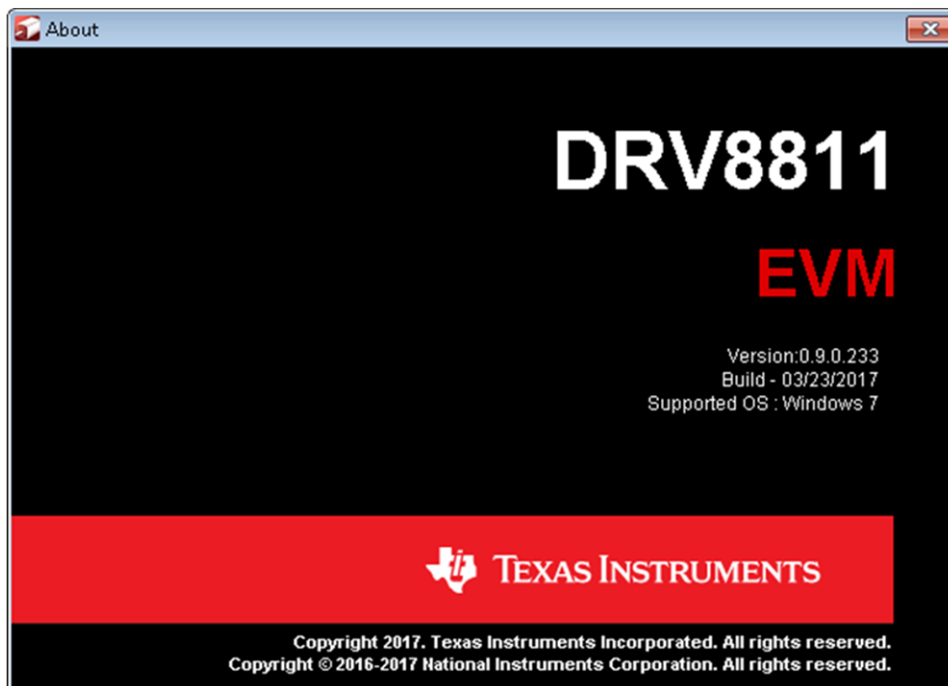 About
DRV8811
EVM
Version:0.9.0.233
Build - 03/23/2017
Supported OS : Windows 7
TEXAS INSTRUMENTS
Copyright 2017. Texas Instruments Incorporated. All rights reserved.
Copyright © 2016-2017 National Instruments Corporation. All rights reserved.